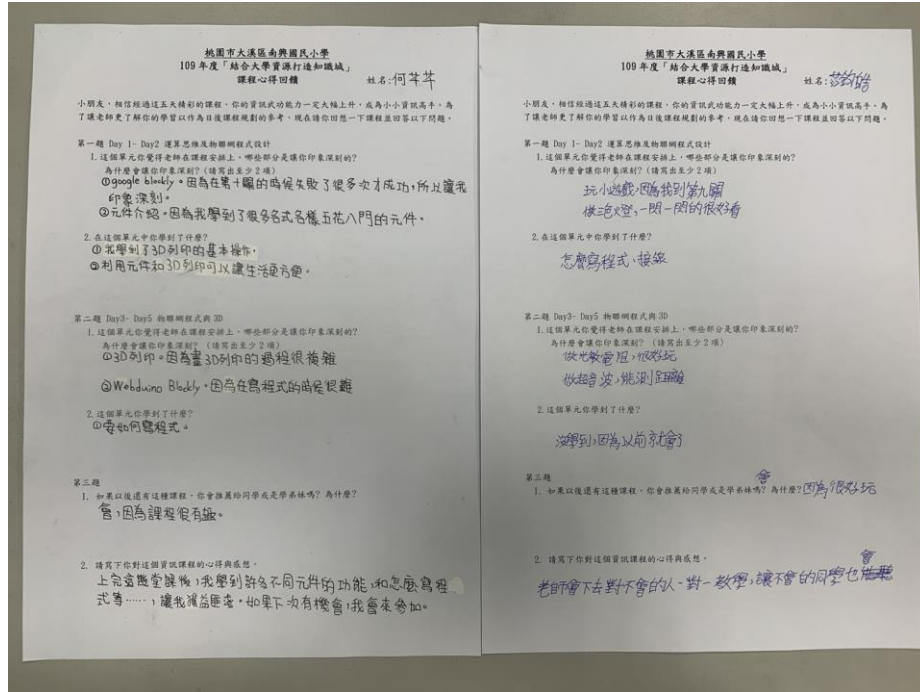 桃園市大溪區南興國民小學
109 年度「結合大學資源打造知識城」
課程心得回饋
姓名:何芊芊
小朋友,相信經過這五天精彩的課程,你的資訊武功能力一定大幅上升,成為小小資訊高手。為
了讓老師更了解你的學習以作為日後課程規劃的參考,現在請你回想一下課程並回答以下問題。
第一題 Day 1- Day2 運算思維及物聯網程式設計
1. 這個單元你覺得老師在課程安排上,哪些部分是讓你印象深刻的?
為什麼會讓你印象深刻?(請寫出至少 2 項)
①google blockly。因為在第十關的時候失敗了很多次才成功,所以讓我
印象深刻。
②元件介紹。因為我學到了很多各式各樣五花八門的元件。
2. 在這個單元中你學到了什麼?
①我學到了3D列印的基本操作,
②利用元件和3D列印可以讓生活更方便。
第二題 Day3- Day5 物聯網程式與 3D
1. 這個單元你覺得老師在課程安排上,哪些部分是讓你印象深刻的?
為什麼會讓你印象深刻? (請寫出至少 2 項)
①3D列印。因為畫3D列印的過程很複雜
②Webduino Blockly。因為在寫程式的時候很難
2. 這個單元你學到了什麼?
①要如何寫程式。
第三題
1. 如果以後還有這種課程,你會推薦給同學或是學弟妹嗎?為什麼?
會,因為課程很有趣。
2. 請寫下你對這個資訊課程的心得與感想。
上完這幾堂課後,我學到許多不同元件的功能,和怎麼寫程
式等……,讓我獲益匪淺。如果下次有機會,我會來參加。
桃園市大溪區南興國民小學
109 年度「結合大學資源打造知識城」
課程心得回饋
姓名:
小朋友,相信經過這五天精彩的課程,你的資訊武功能力一定大幅上升,成為小小資訊高手。為
了讓老師更了解你的學習以作為日後課程規劃的參考,現在請你回想一下課程並回答以下問題。
第一題 Day 1- Day2 運算思維及物聯網程式設計
1. 這個單元你覺得老師在課程安排上,哪些部分是讓你印象深刻的?
為什麼會讓你印象深刻?(請寫出至少 2 項)
玩小遊戲,因為我到第九關
做三色燈,一閃一閃的很好看
2. 在這個單元中你學到了什麼?
怎麼寫程式、接線
第二題 Day3- Day5 物聯網程式與 3D
1. 這個單元你覺得老師在課程安排上,哪些部分是讓你印象深刻的?
為什麼會讓你印象深刻? (請寫出至少 2 項)
做光敏電阻,很好玩
做超音波,能測距離
2. 這個單元你學到了什麼?
沒學到,因為以前就會了
第三題
1. 如果以後還有這種課程,你會推薦給同學或是學弟妹嗎?為什麼?會 因為很好玩
2. 請寫下你對這個資訊課程的心得與感想。
老師會下去對不會的人一對一教學,讓不會的同學也會